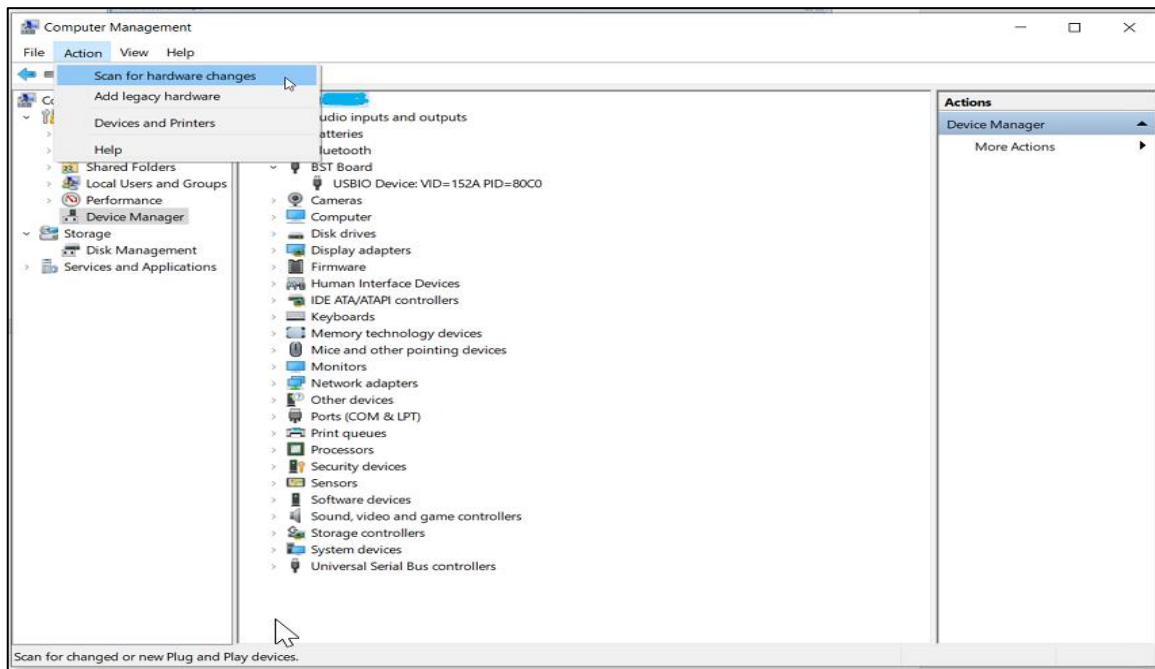 Computer Management
File Action View Help
Scan for hardware changes
Add legacy hardware
Devices and Printers
Help
Shared Folders
Local Users and Groups
Performance
Device Manager
Storage
Disk Management
Services and Applications
udio inputs and outputs
atteries
luetooth
BST Board
USBIO Device: VID=152A PID=80C0
Cameras
Computer
Disk drives
Display adapters
Firmware
Human Interface Devices
IDE ATA/ATAPI controllers
Keyboards
Memory technology devices
Mice and other pointing devices
Monitors
Network adapters
Other devices
Ports (COM & LPT)
Print queues
Processors
Security devices
Sensors
Software devices
Sound, video and game controllers
Storage controllers
System devices
Universal Serial Bus controllers
Actions
Device Manager
More Actions
Scan for changed or new Plug and Play devices.